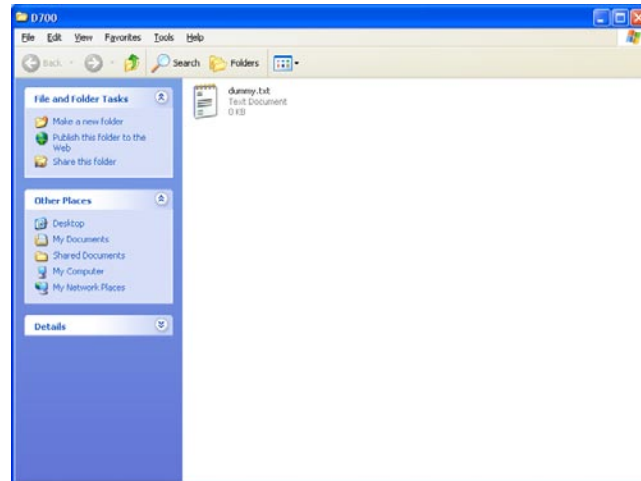 D700
File Edit View Favorites Tools Help
Back Search Folders
File and Folder Tasks
Make a new folder
Publish this folder to the
Web
Share this folder
Other Places
Desktop
My Documents
Shared Documents
My Computer
My Network Places
Details
dummy.txt
Text Document
0 KB